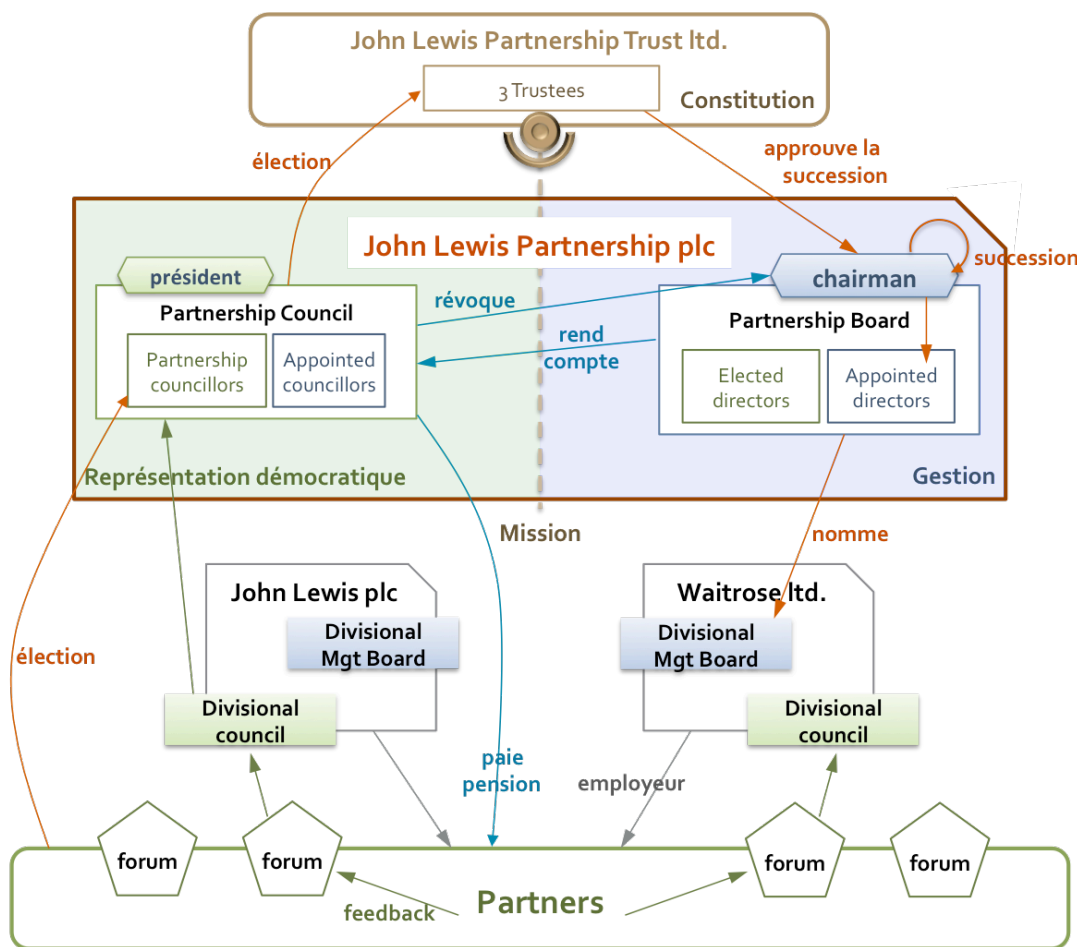 John Lewis Partnership Trust ltd.
3 Trustees
Constitution
élection
approuve la
succession
John Lewis Partnership plc
succession
président
chairman
Partnership Council
révoque
Partnership Board
Partnership
councillors
Appointed
councillors
rend
compte
Elected
directors
Appointed
directors
Représentation démocratique
Gestion
Mission
nomme
John Lewis plc
Waitrose ltd.
Divisional
Mgt Board
Divisional
Mgt Board
élection
Divisional
council
Divisional
council
paie
pension
employeur
forum
forum
forum
forum
feedback
Partners